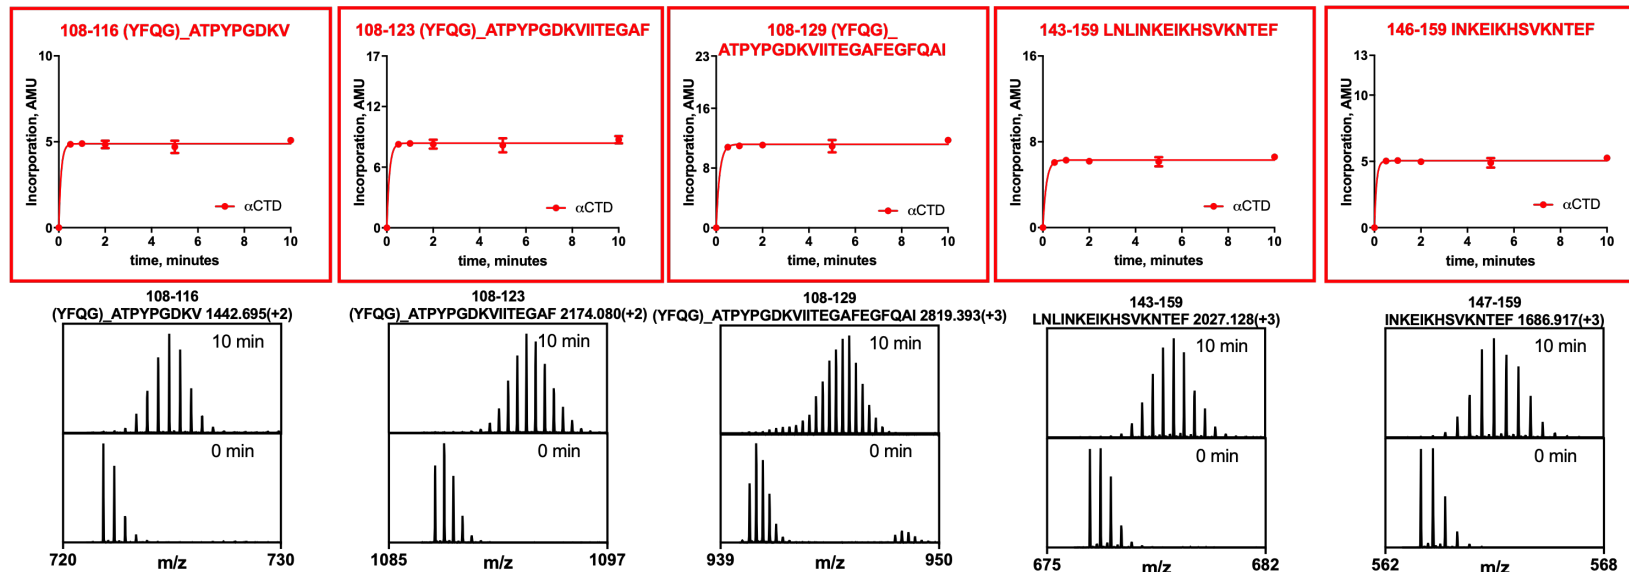 108-116 (YFQG)_ATPYPGDKV
10
5
0
Incorporation, AMU
αCTD
0 2 4 6 8 10
time, minutes
108-123 (YFQG)_ATPYPGDKVIITEGAF
17
12
6
0
Incorporation, AMU
αCTD
0 2 4 6 8 10
time, minutes
108-129 (YFQG)_
ATPYPGDKVIITEGAFEGFQAI
23
16
8
0
Incorporation, AMU
αCTD
0 2 4 6 8 10
time, minutes
143-159 LNLINKEIKHSVKNTEF
16
8
0
Incorporation, AMU
αCTD
0 2 4 6 8 10
time, minutes
146-159 INKEIKHSVKNTEF
13
10
5
0
Incorporation, AMU
αCTD
0 2 4 6 8 10
time, minutes
108-116
(YFQG)_ATPYPGDKV 1442.695(+2)
10 min
0 min
720 m/z 730
108-123
(YFQG)_ATPYPGDKVIITEGAF 2174.080(+2)
10 min
0 min
1085 m/z 1097
108-129
(YFQG)_ATPYPGDKVIITEGAFEGFQAI 2819.393(+3)
10 min
0 min
939 m/z 950
143-159
LNLINKEIKHSVKNTEF 2027.128(+3)
10 min
0 min
675 m/z 682
147-159
INKEIKHSVKNTEF 1686.917(+3)
10 min
0 min
562 m/z 568